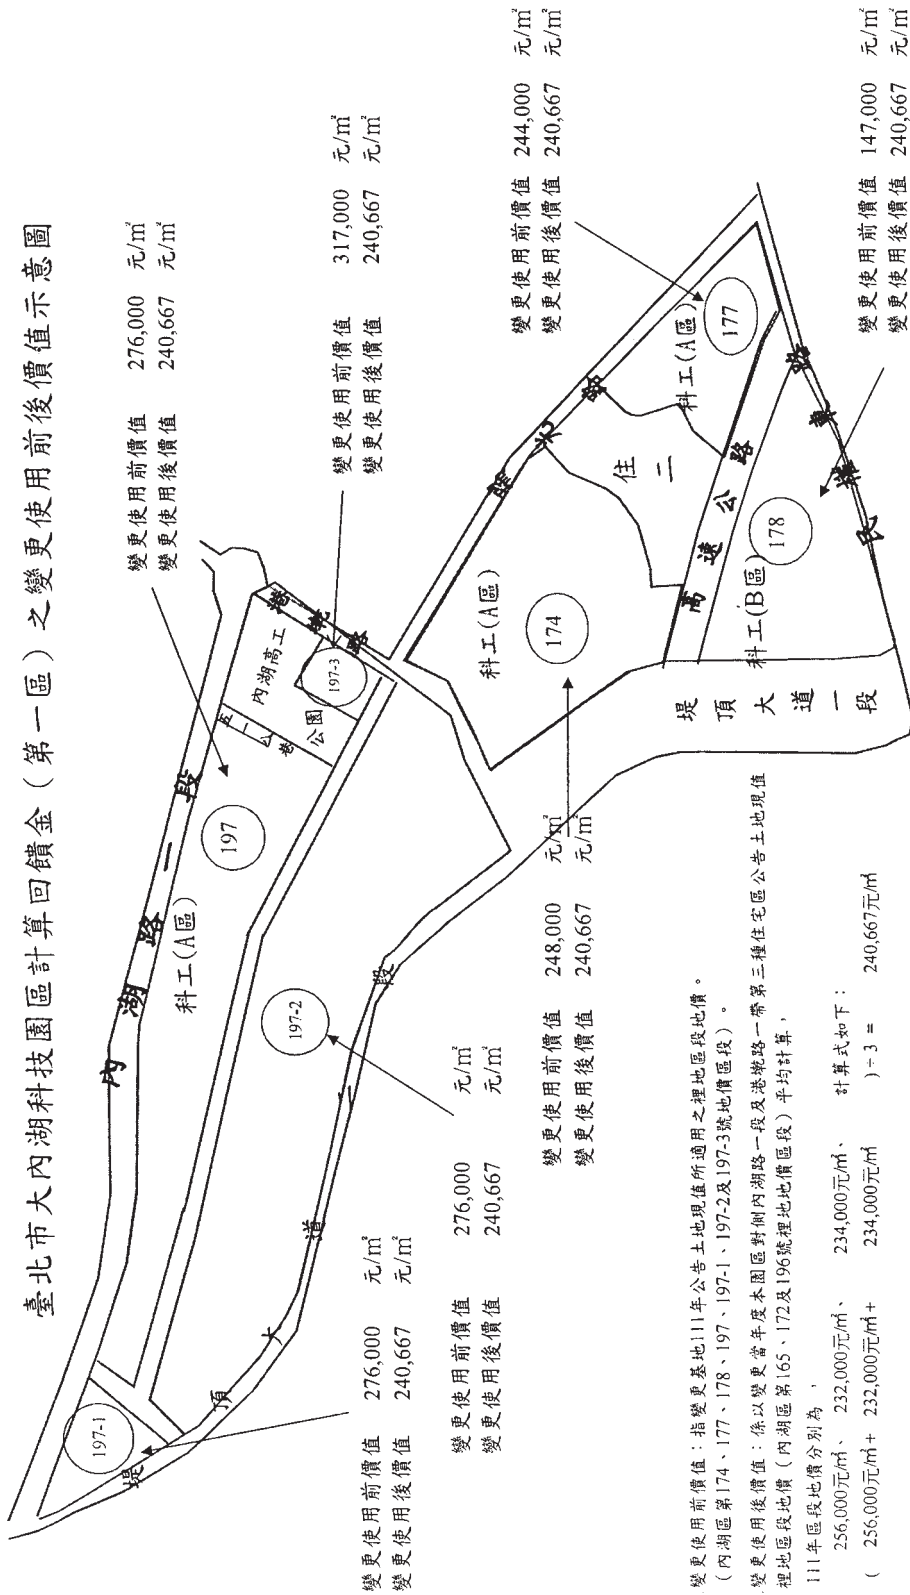 臺北市大內湖科技園區計算回饋金（第一區）之變更使用前後價值示意圖
變更使用前價值 276,000 元/㎡
變更使用後價值 240,667 元/㎡
變更使用前價值 317,000 元/㎡
變更使用後價值 240,667 元/㎡
變更使用前價值 244,000 元/㎡
變更使用後價值 240,667 元/㎡
變更使用前價值 147,000 元/㎡
變更使用後價值 240,667 元/㎡
內湖路一段
科工(A區)
197
五一公巷
公園
內湖高工
197-3
港墘路
197-1
197-2
堤頂大道二段
瑞光路
科工(A區)
174
住二
科工(A區)
177
高速公路
科工(B區)
178
民權東路
堤頂大道一段
變更使用前價值 276,000 元/㎡
變更使用後價值 240,667 元/㎡
變更使用前價值 276,000 元/㎡
變更使用後價值 240,667 元/㎡
變更使用前價值 248,000 元/㎡
變更使用後價值 240,667 元/㎡
變更使用前價值：指變更基地111年公告土地現值所適用之裡地區段地價。
（內湖區第174、177、178、197、197-1、197-2及197-3號地價區段）。
變更使用後價值：係以變更當年度本園區對側內湖路一段及港墘路一帶第三種住宅區公告土地現值
裡地區段地價（內湖區第165、172及196號裡地地價區段）平均計算，
111年區段地價分別為，
256,000元/㎡、 232,000元/㎡、 234,000元/㎡、 計算式如下：
( 256,000元/㎡+ 232,000元/㎡+ 234,000元/㎡ )÷3 = 240,667元/㎡